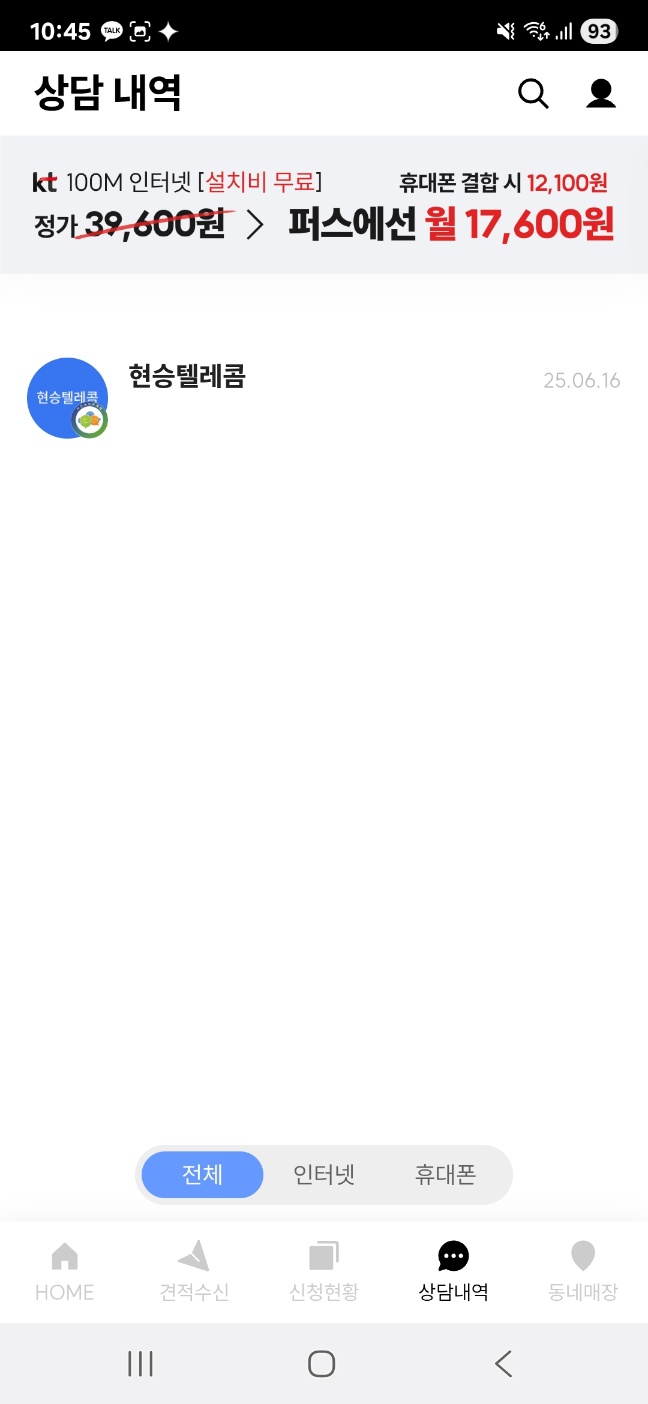 10:45 TALK 6 93
상담 내역
kt 100M 인터넷 [설치비 무료] 휴대폰 결합 시 12,100원
정가 39,600원 > 퍼스에선 월 17,600원
현승텔레콤
현승텔레콤 25.06.16
전체 인터넷 휴대폰
HOME 견적수신 신청현황 상담내역 동네매장